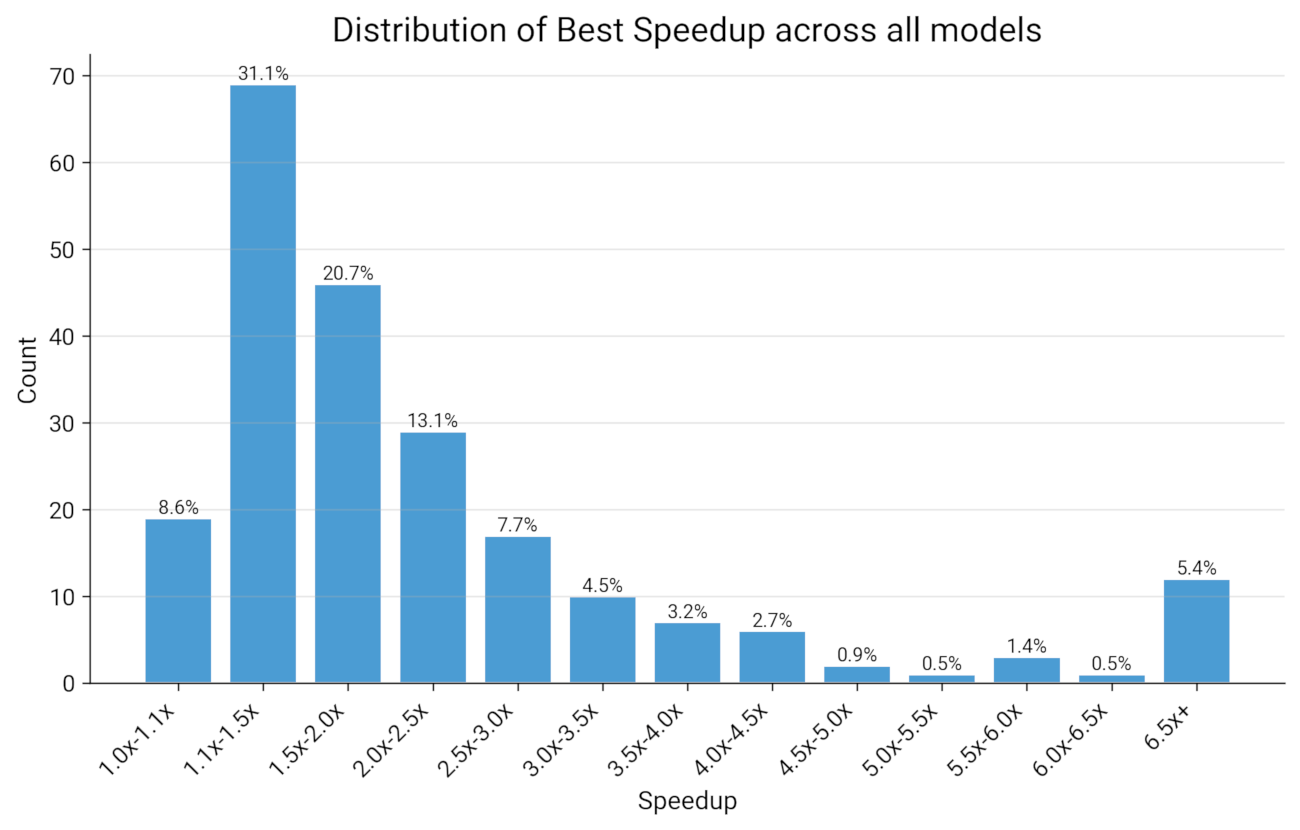 Distribution of Best Speedup across all models
Count
70
60
50
40
30
20
10
0
8.6%
31.1%
20.7%
13.1%
7.7%
4.5%
3.2%
2.7%
0.9%
0.5%
1.4%
0.5%
5.4%
1.0x-1.1x
1.1x-1.5x
1.5x-2.0x
2.0x-2.5x
2.5x-3.0x
3.0x-3.5x
3.5x-4.0x
4.0x-4.5x
4.5x-5.0x
5.0x-5.5x
5.5x-6.0x
6.0x-6.5x
6.5x+
Speedup